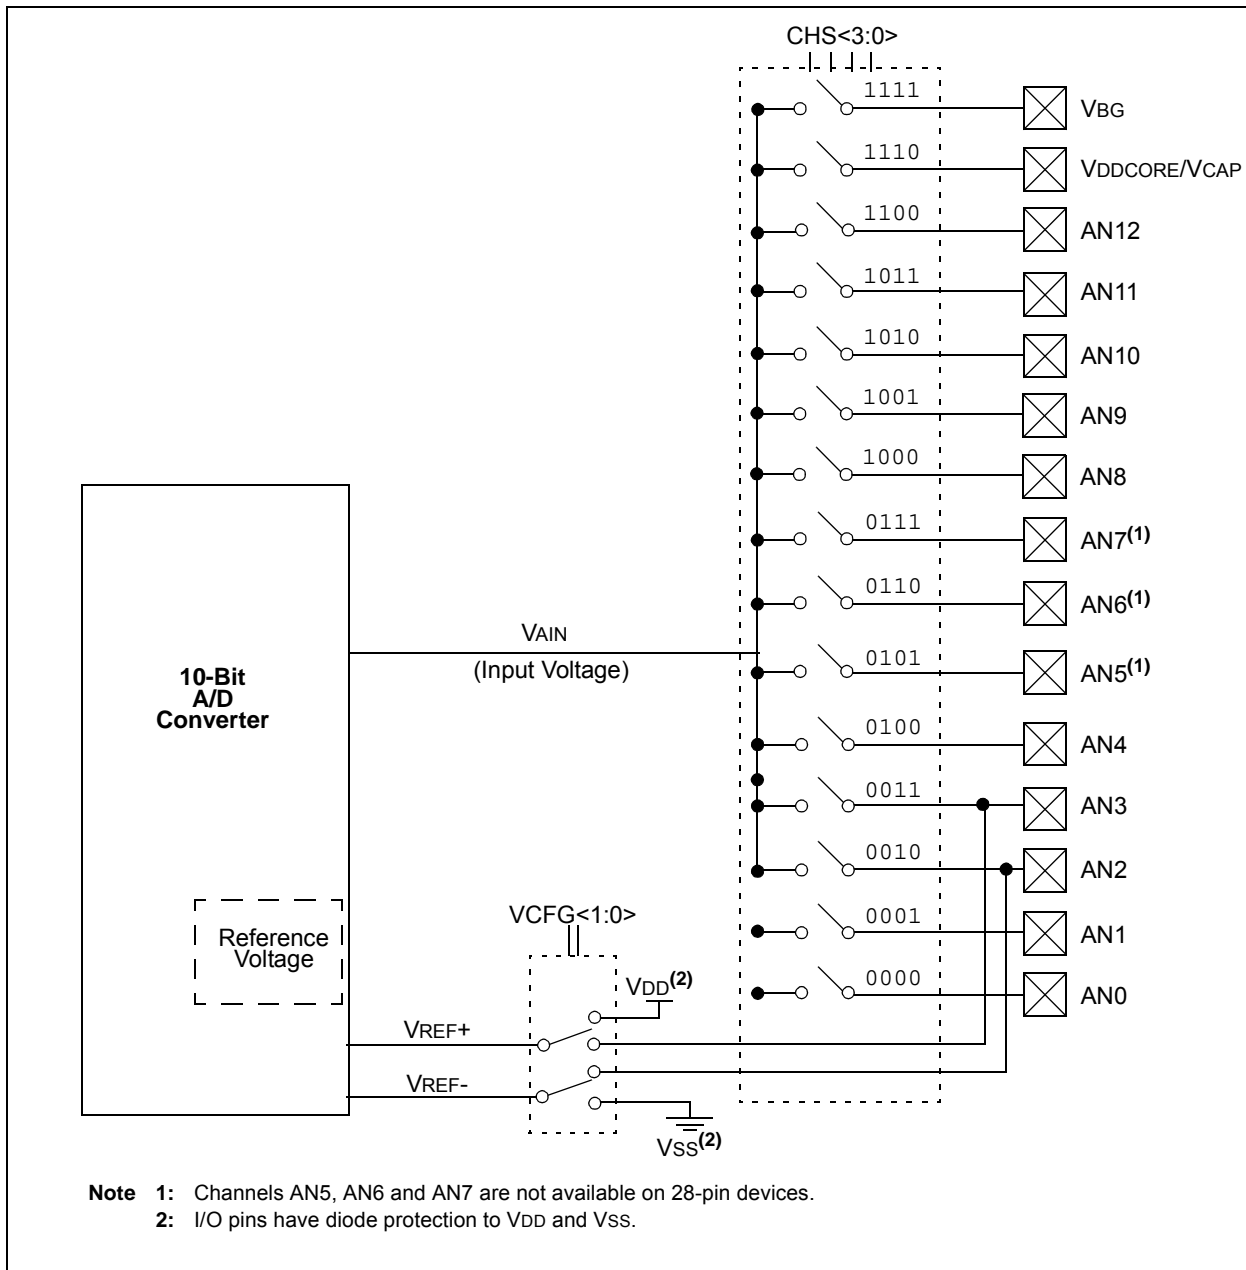 CHS<3:0>
1111
VBG
1110
VDDCORE/VCAP
1100
AN12
1011
AN11
1010
AN10
1001
AN9
1000
AN8
0111
AN7(1)
0110
AN6(1)
VAIN
(Input Voltage)
0101
AN5(1)
10-Bit
A/D
Converter
0100
AN4
0011
AN3
0010
AN2
VCFG<1:0>
0001
AN1
Reference
Voltage
VDD(2)
0000
AN0
VREF+
VREF-
VSS(2)
Note 1: Channels AN5, AN6 and AN7 are not available on 28-pin devices.
2: I/O pins have diode protection to VDD and VSS.